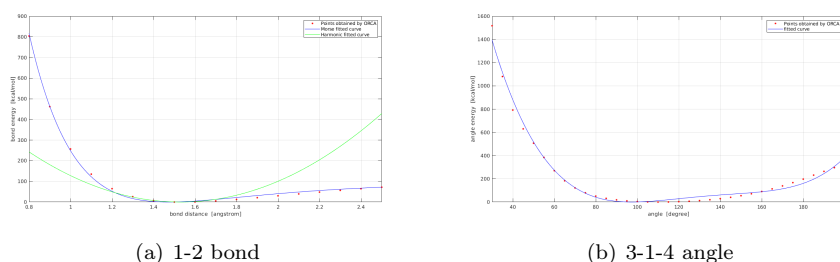 900
800
700
600
500
400
300
200
100
0
0.8 1 1.2 1.4 1.6 1.8 2 2.2 2.4
bond energy [kcal/mol]
bond distance [angstrom]
Points obtained by ORCA
Morse fitted curve
Harmonic fitted curve
(a) 1-2 bond
1600
1400
1200
1000
800
600
400
200
0
40 60 80 100 120 140 160 180
angle energy [kcal/mol]
angle [degree]
Points obtained by ORCA
Fitted curve
(b) 3-1-4 angle